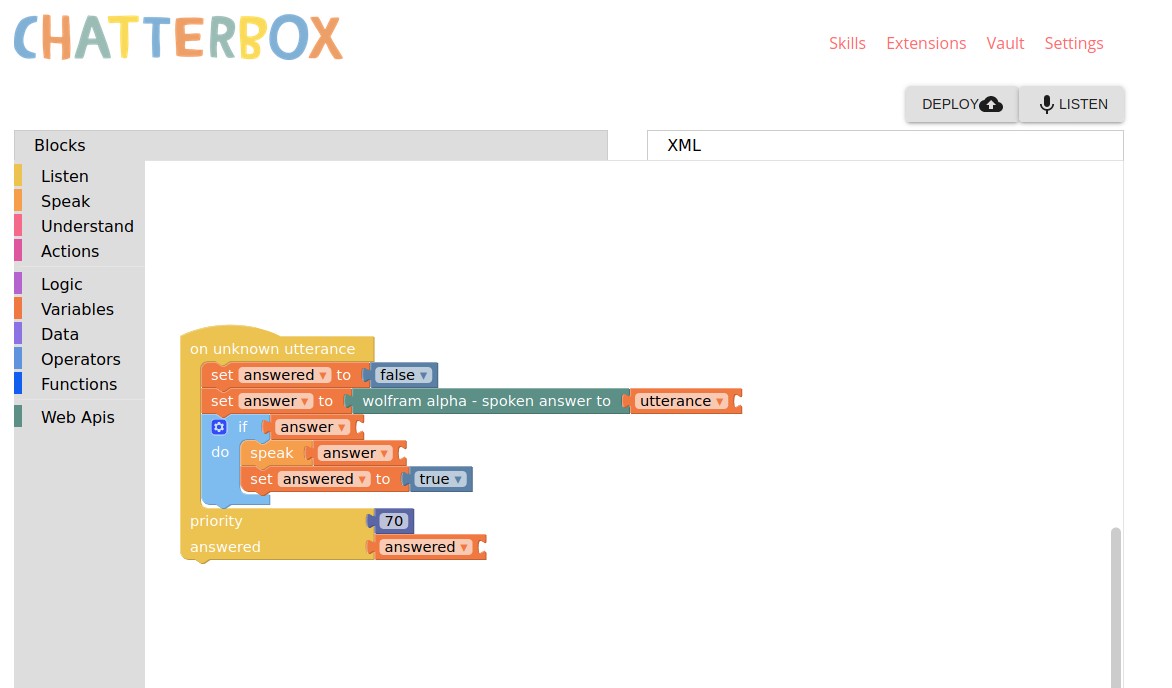 CHATTERBOX
Skills Extensions Vault Settings
DEPLOY LISTEN
Blocks XML
Listen
Speak
Understand
Actions
Logic
Variables
Data
Operators
Functions
Web Apis
on unknown utterance
set answered to false
set answer to wolfram alpha - spoken answer to utterance
if answer
do speak answer
set answered to true
priority 70
answered answered